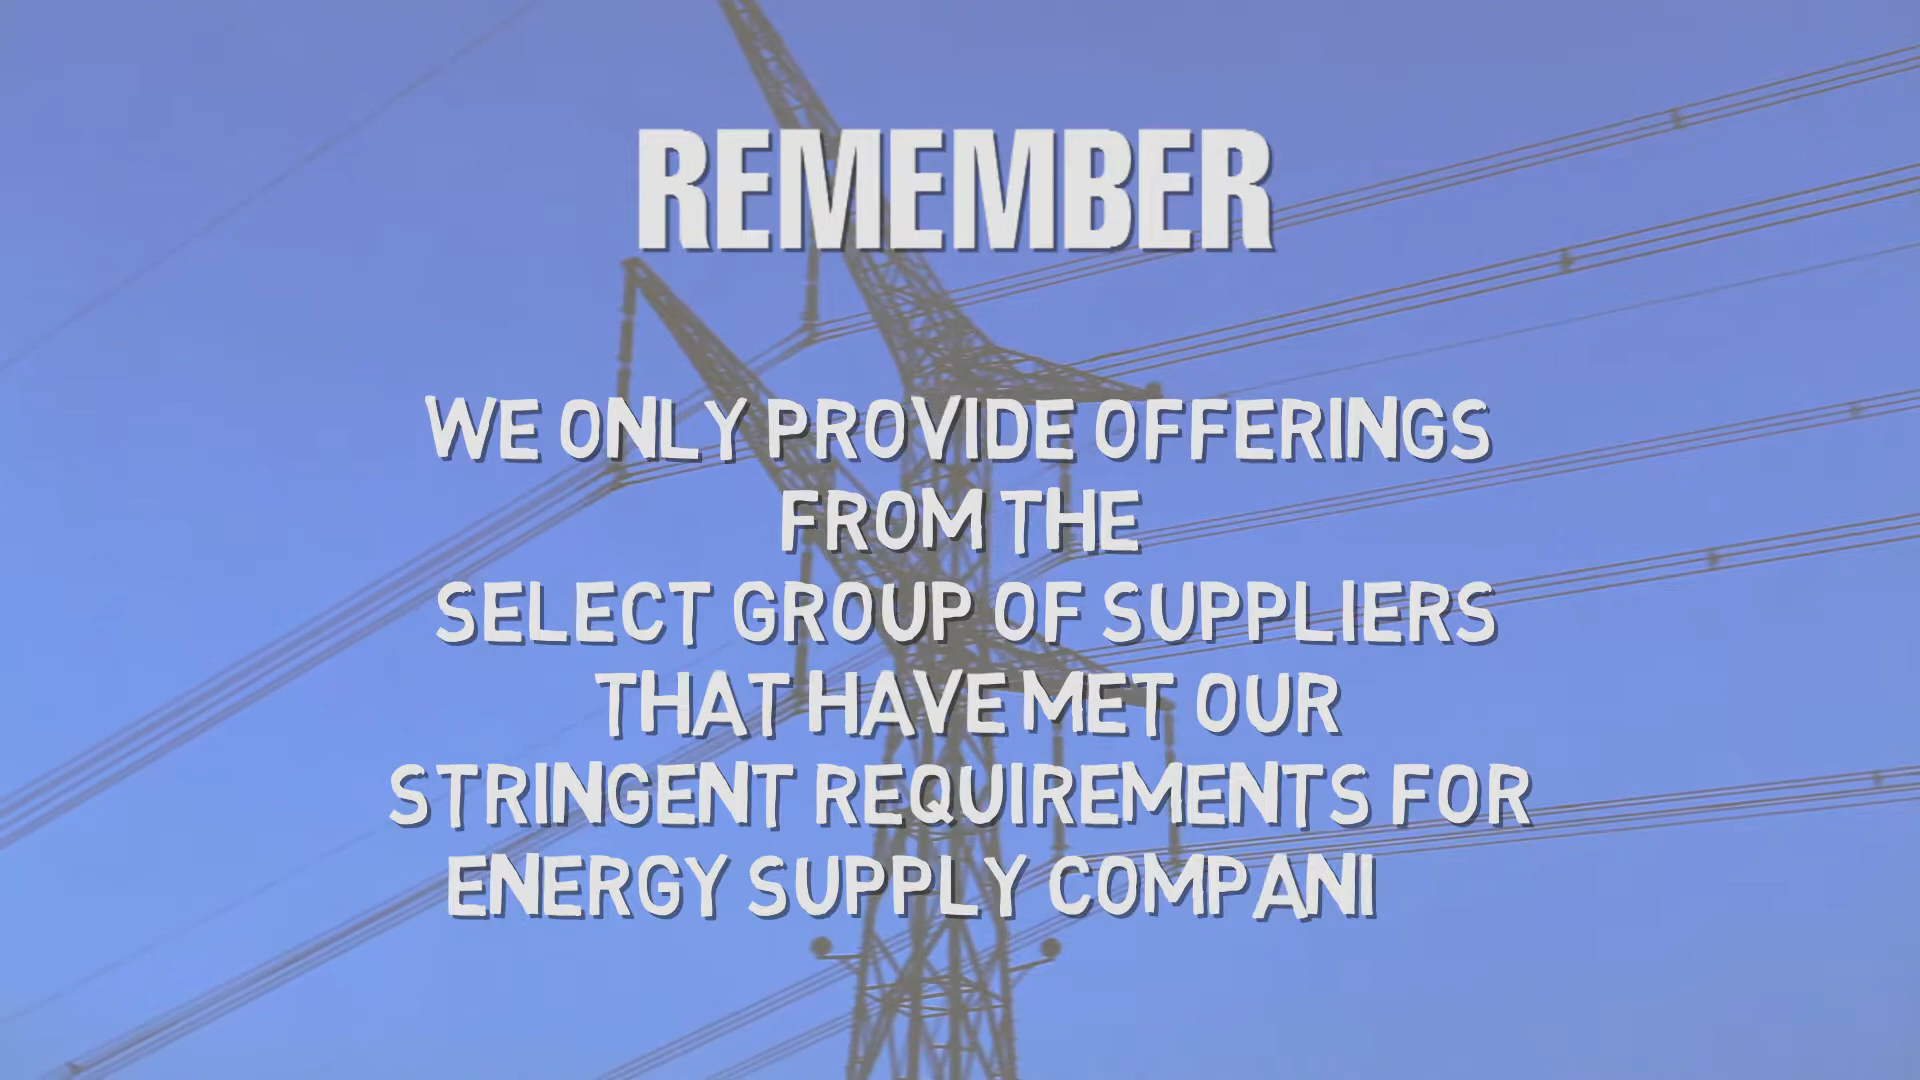 REMEMBER
WE ONLY PROVIDE OFFERINGS
FROM THE
SELECT GROUP OF SUPPLIERS
THAT HAVE MET OUR
STRINGENT REQUIREMENTS FOR
ENERGY SUPPLY COMPANI